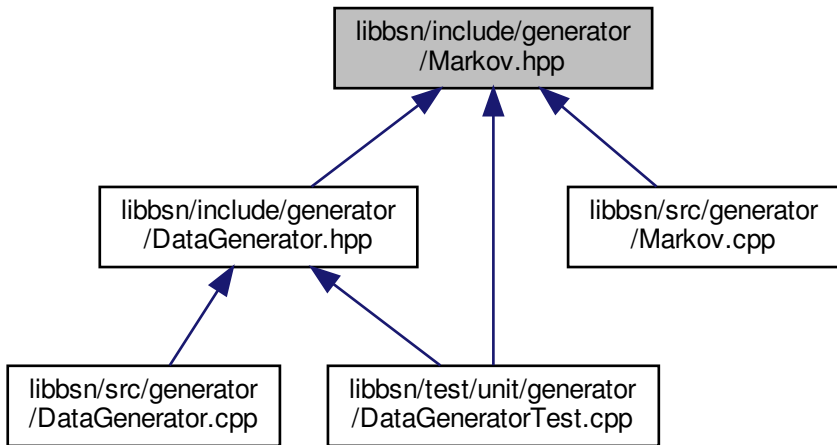 libbsn/include/generator
/Markov.hpp
libbsn/include/generator
/DataGenerator.hpp
libbsn/src/generator
/Markov.cpp
libbsn/src/generator
/DataGenerator.cpp
libbsn/test/unit/generator
/DataGeneratorTest.cpp